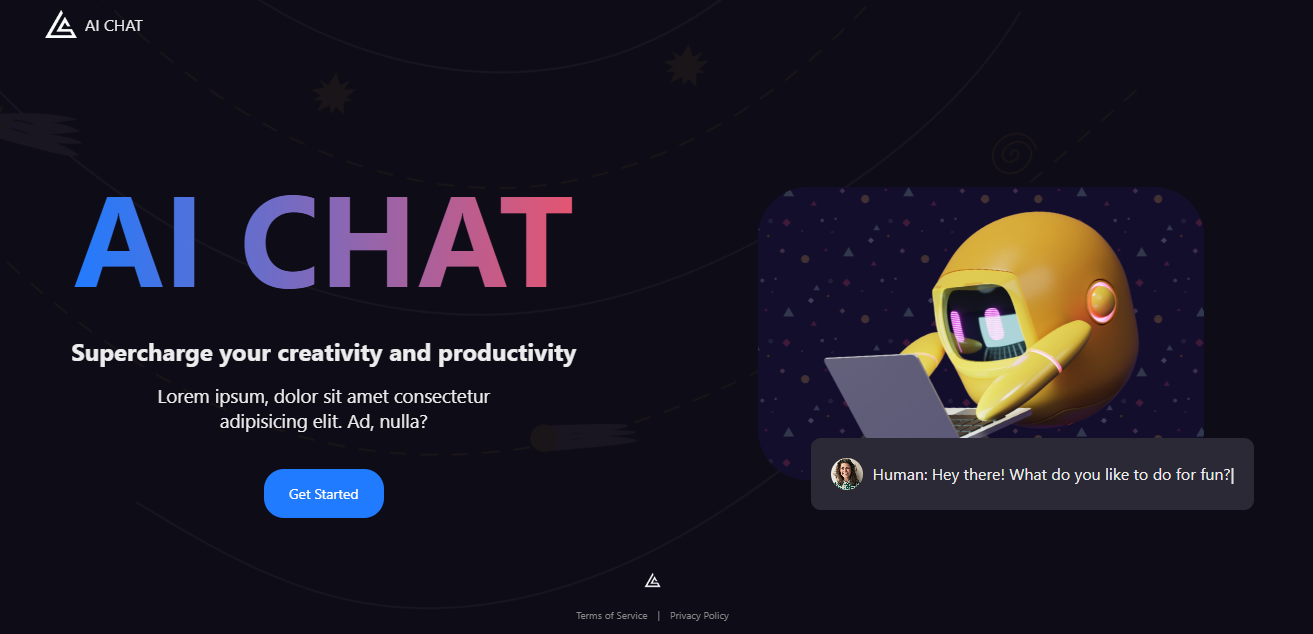 AI CHAT
AI CHAT
Supercharge your creativity and productivity
Lorem ipsum, dolor sit amet consectetur
adipisicing elit. Ad, nulla?
Get Started
Human: Hey there! What do you like to do for fun?|
Terms of Service | Privacy Policy